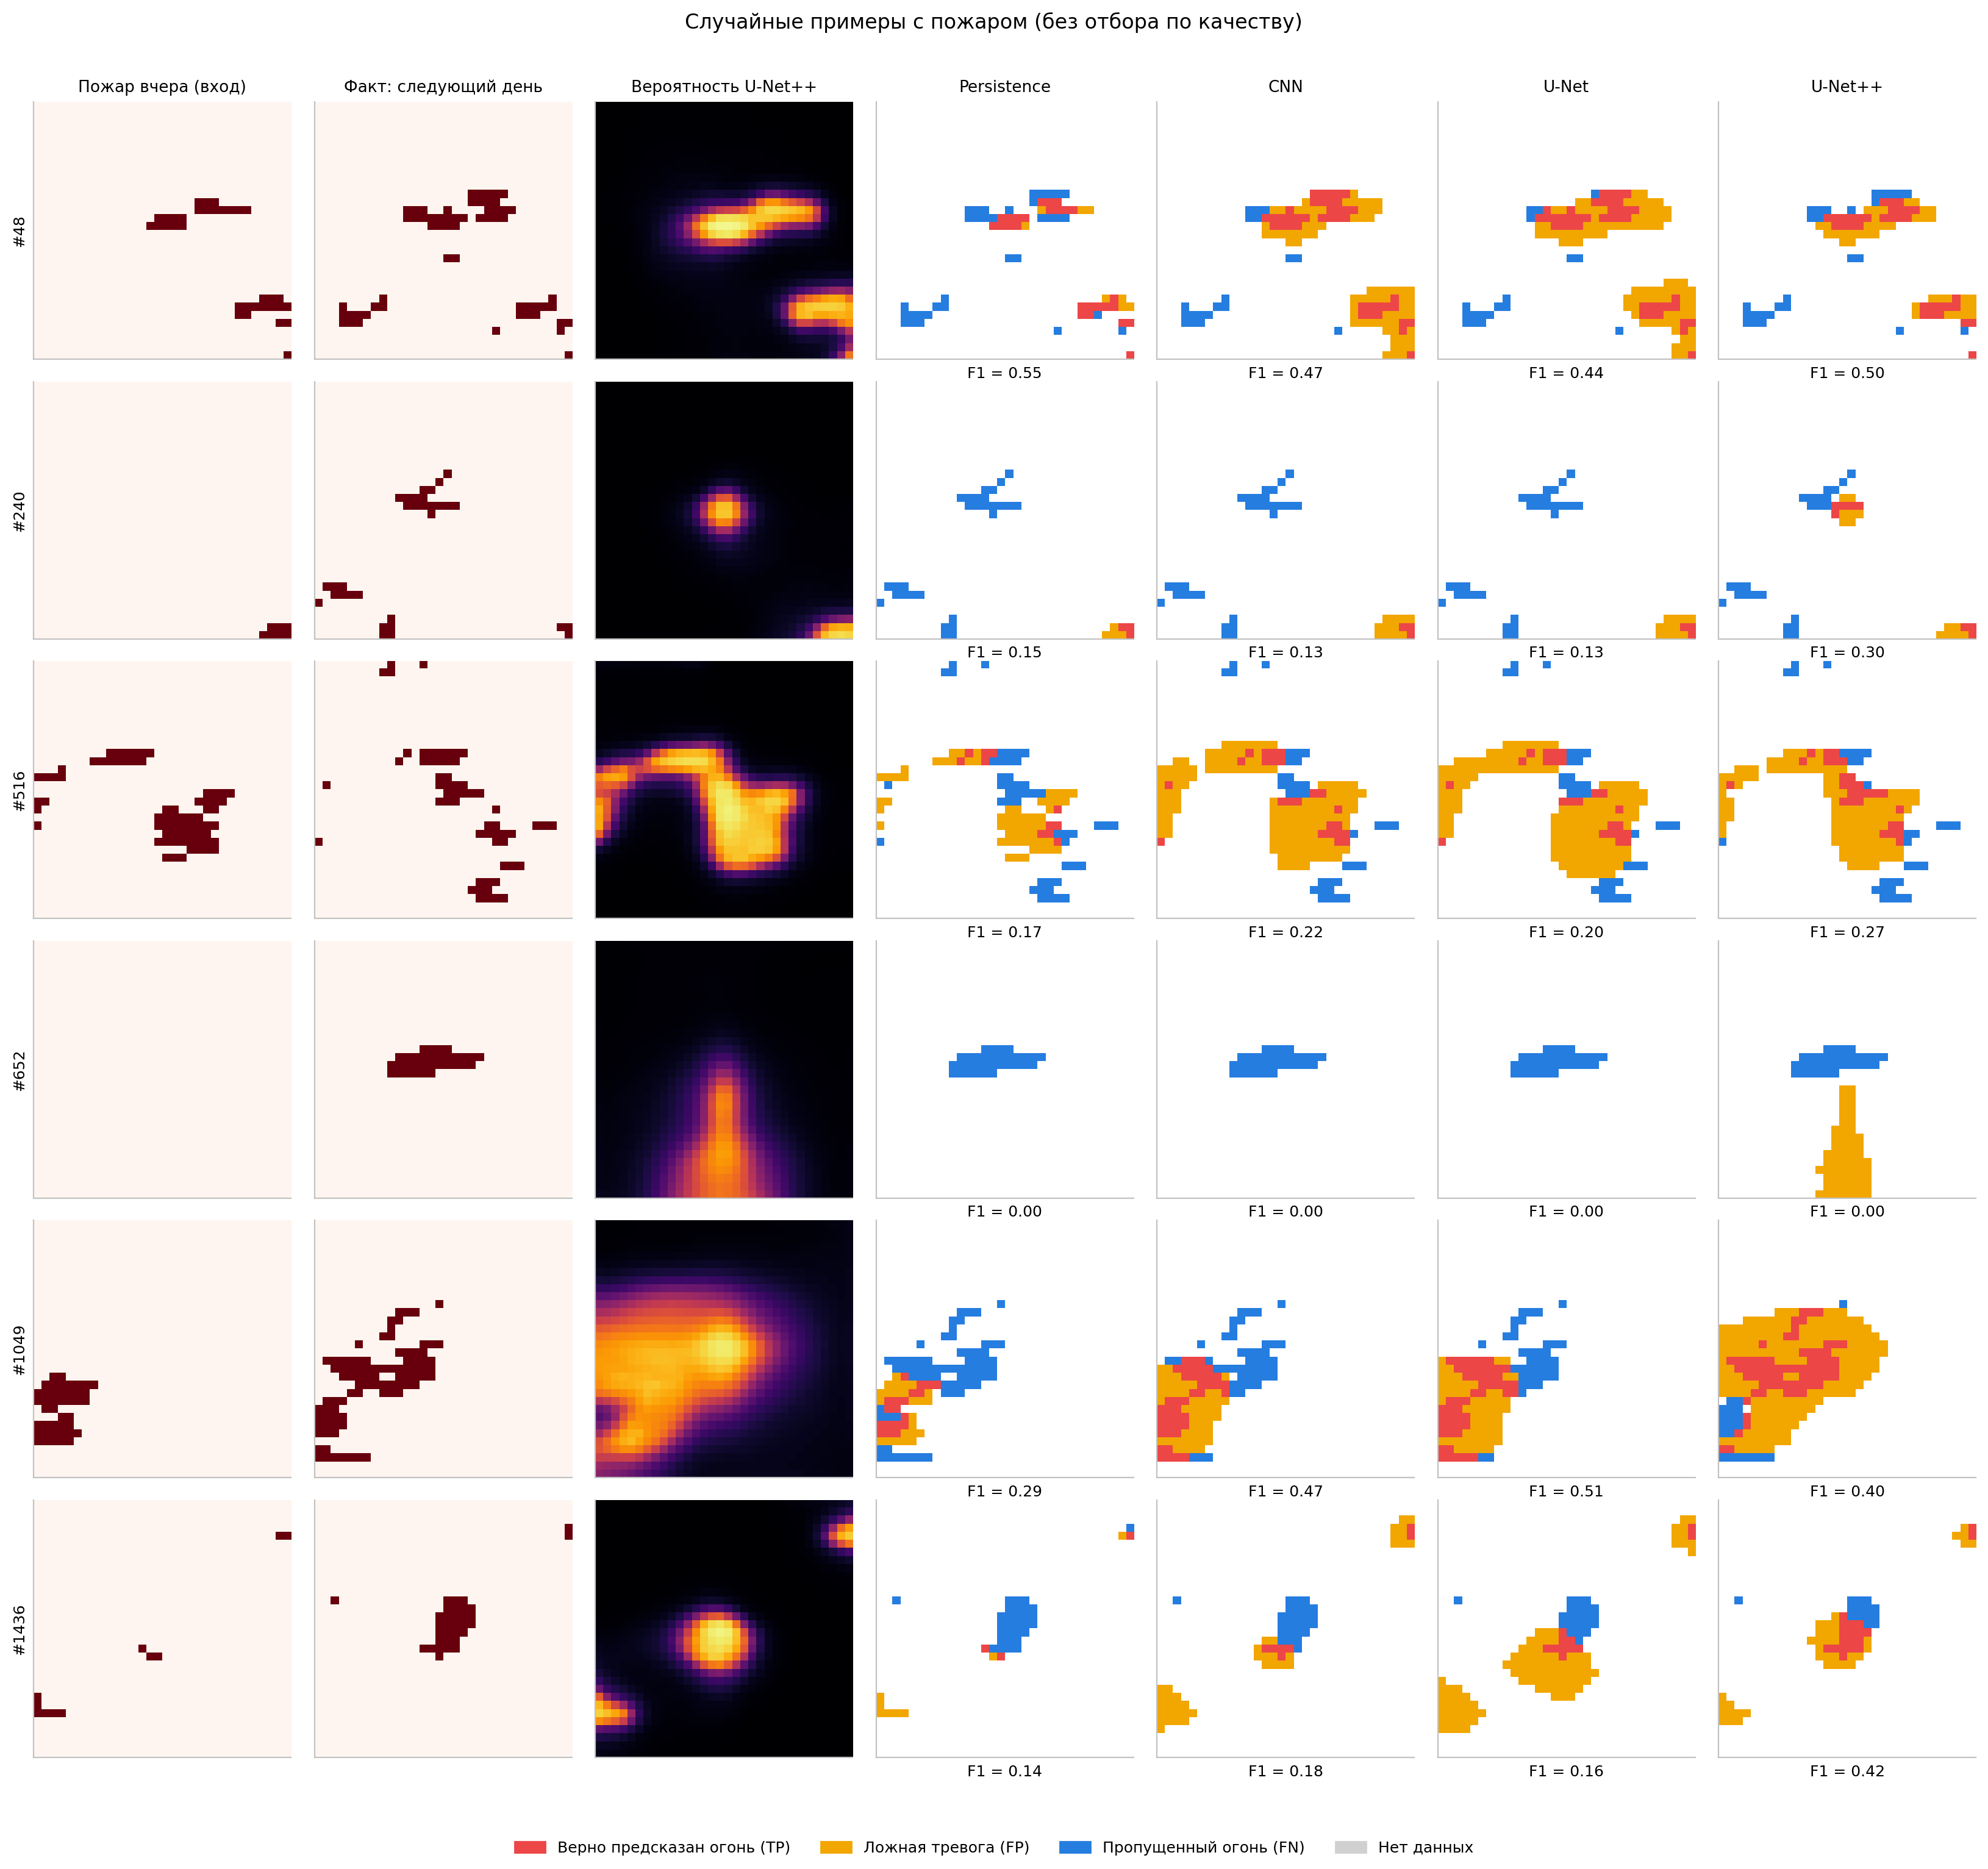 Случайные примеры с пожаром (без отбора по качеству)
Пожар вчера (вход) Факт: следующий день Вероятность U-Net++ Persistence CNN U-Net U-Net++
#48
F1 = 0.55 F1 = 0.47 F1 = 0.44 F1 = 0.50
#240
F1 = 0.15 F1 = 0.13 F1 = 0.13 F1 = 0.30
#516
F1 = 0.17 F1 = 0.22 F1 = 0.20 F1 = 0.27
#652
F1 = 0.00 F1 = 0.00 F1 = 0.00 F1 = 0.00
#1049
F1 = 0.29 F1 = 0.47 F1 = 0.51 F1 = 0.40
#1436
F1 = 0.14 F1 = 0.18 F1 = 0.16 F1 = 0.42
Верно предсказан огонь (TP) Ложная тревога (FP) Пропущенный огонь (FN) Нет данных